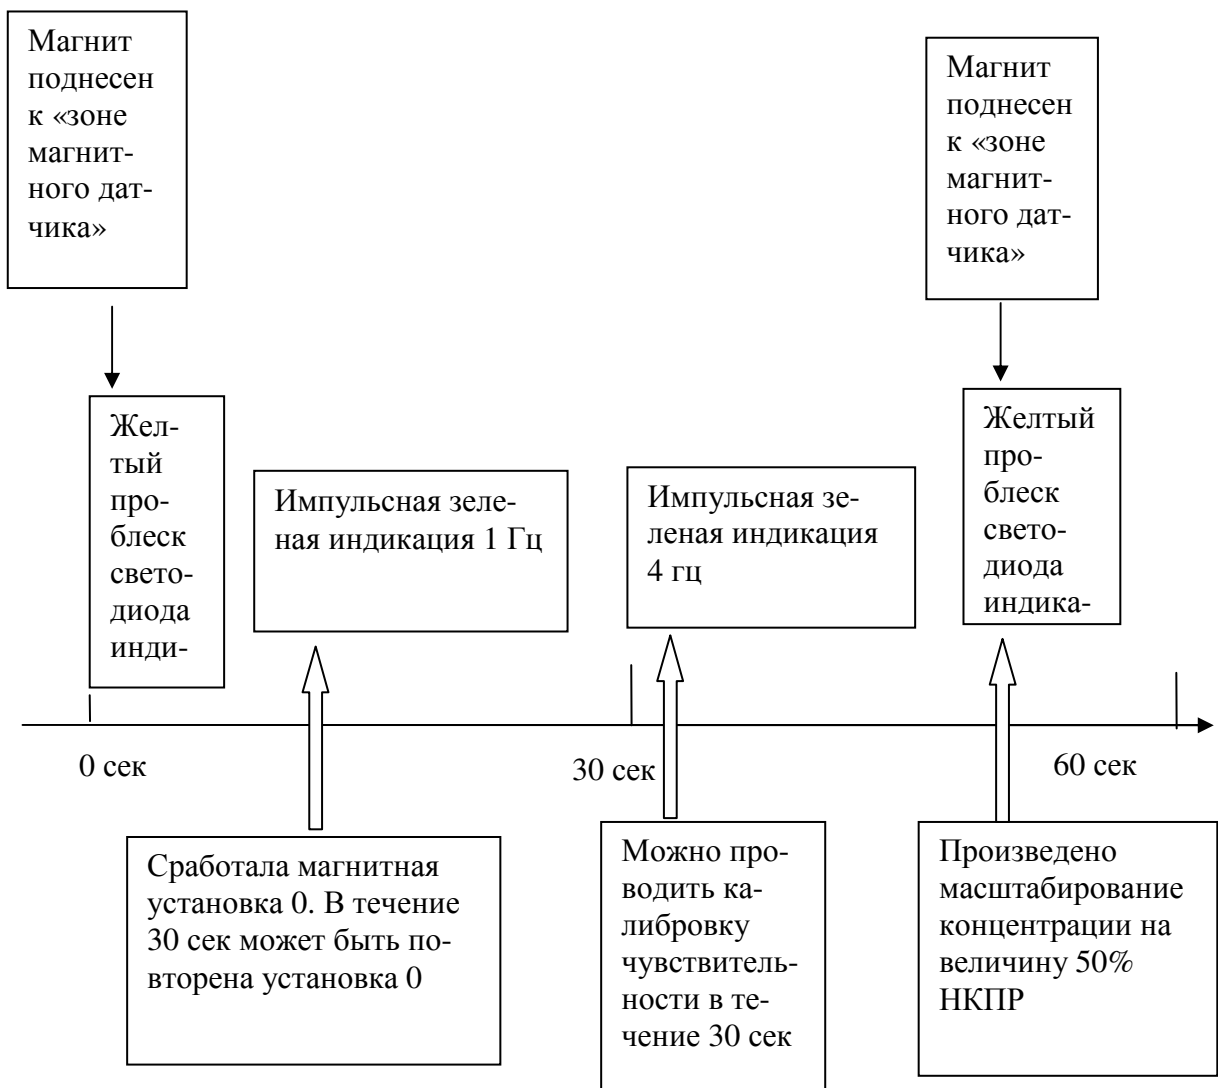 Магнит
поднесен
к «зоне
магнит-
ного дат-
чика»
Магнит
поднесен
к «зоне
магнит-
ного дат-
чика»
Жел-
тый
про-
блеск
свето-
диода
инди-
Импульсная зеле-
ная индикация 1 Гц
Импульсная зе-
леная индикация
4 гц
Желтый
про-
блеск
свето-
диода
индика-
0 сек
30 сек
60 сек
Сработала магнитная
установка 0. В течение
30 сек может быть по-
вторена установка 0
Можно про-
водить ка-
либровку
чувствитель-
ности в те-
чение 30 сек
Произведено
масштабирование
концентрации на
величину 50%
НКПР